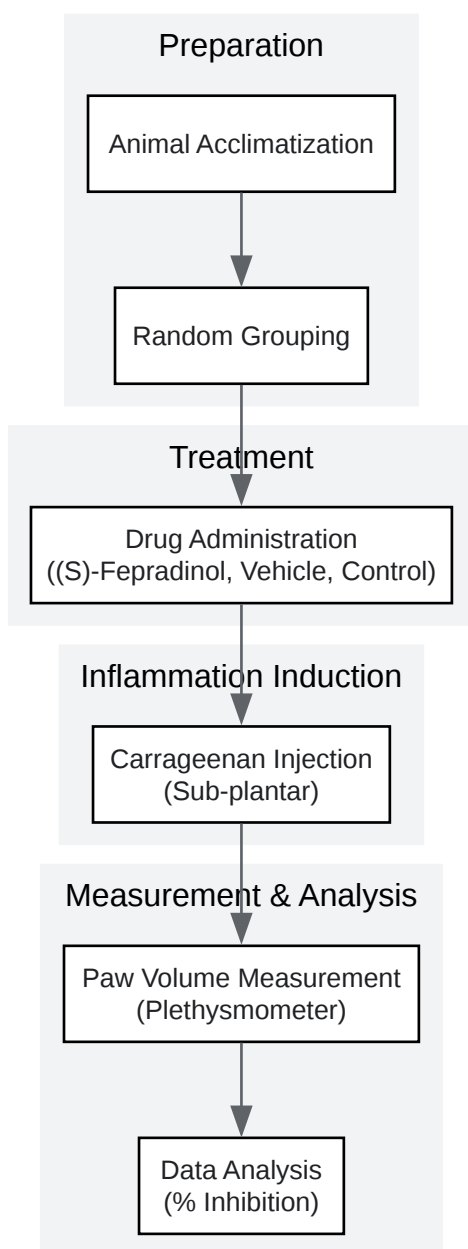 Preparation
Animal Acclimatization
Random Grouping
Treatment
Drug Administration
((S)-Fepradinol, Vehicle, Control)
Inflammation Induction
Carrageenan Injection
(Sub-plantar)
Measurement & Analysis
Paw Volume Measurement
(Plethysmometer)
Data Analysis
(% Inhibition)